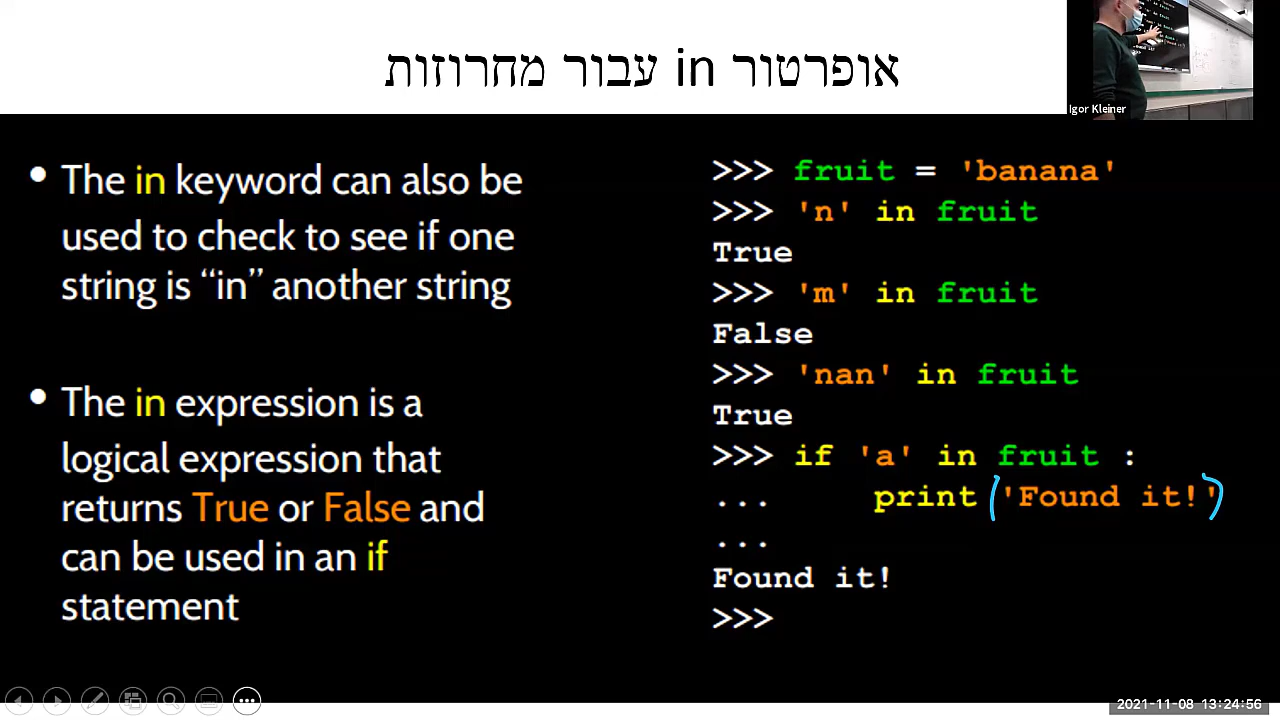 אופרטור in עבור מחרוזות
Igor Kleiner
• The in keyword can also be
used to check to see if one
string is “in” another string
• The in expression is a
logical expression that
returns True or False and
can be used in an if
statement
>>> fruit = 'banana'
>>> 'n' in fruit
True
>>> 'm' in fruit
False
>>> 'nan' in fruit
True
>>> if 'a' in fruit :
...     print ('Found it!')
...
Found it!
>>>
2021-11-08 13:24:56